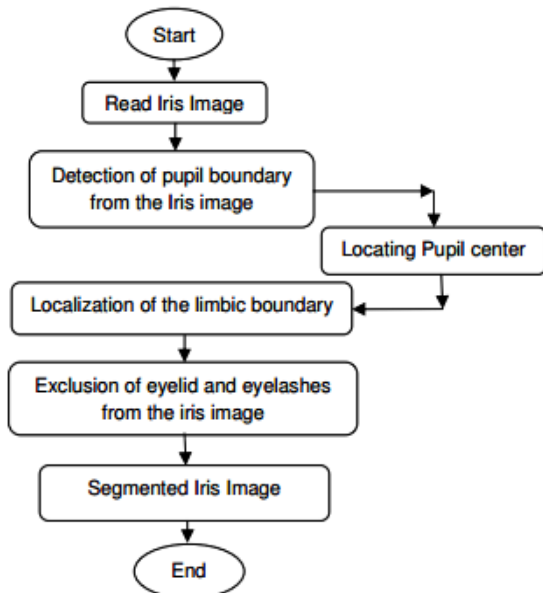 Start
Read Iris Image
Detection of pupil boundary
from the Iris image
Locating Pupil center
Localization of the limbic boundary
Exclusion of eyelid and eyelashes
from the iris image
Segmented Iris Image
End